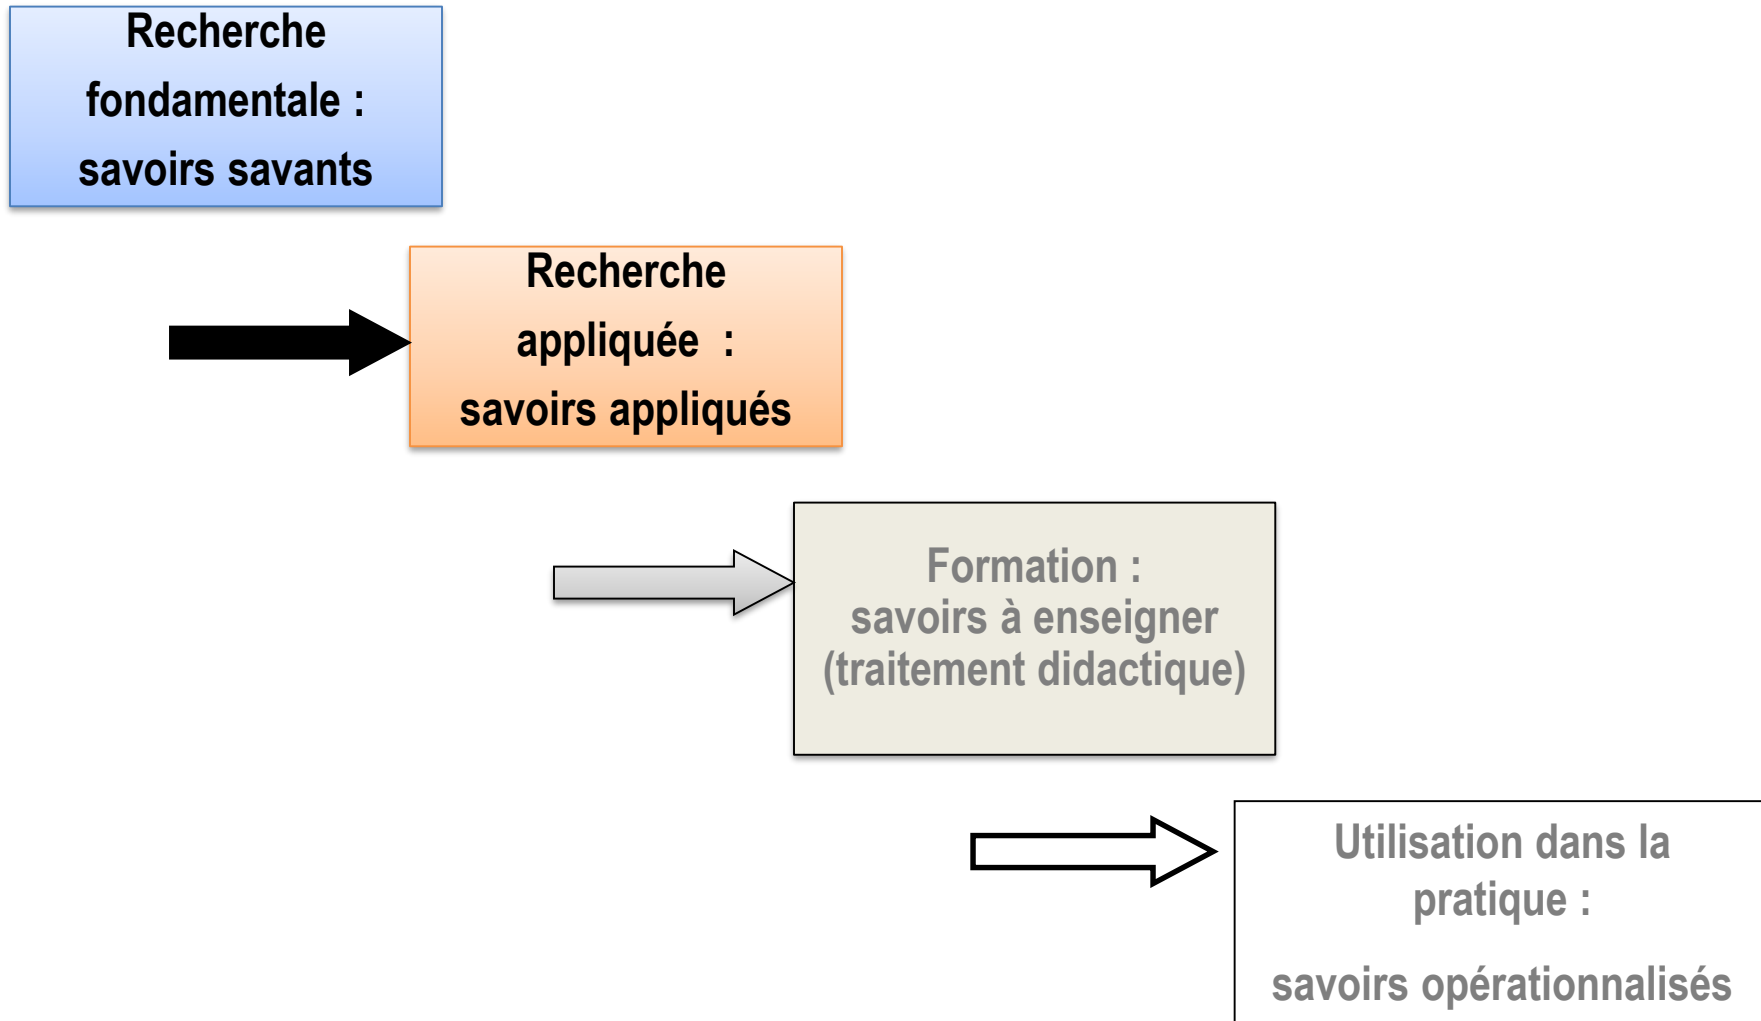 Recherche
fondamentale :
savoirs savants
Recherche
appliquée :
savoirs appliqués
Formation :
savoirs à enseigner
(traitement didactique)
Utilisation dans la
pratique :
savoirs opérationnalisés